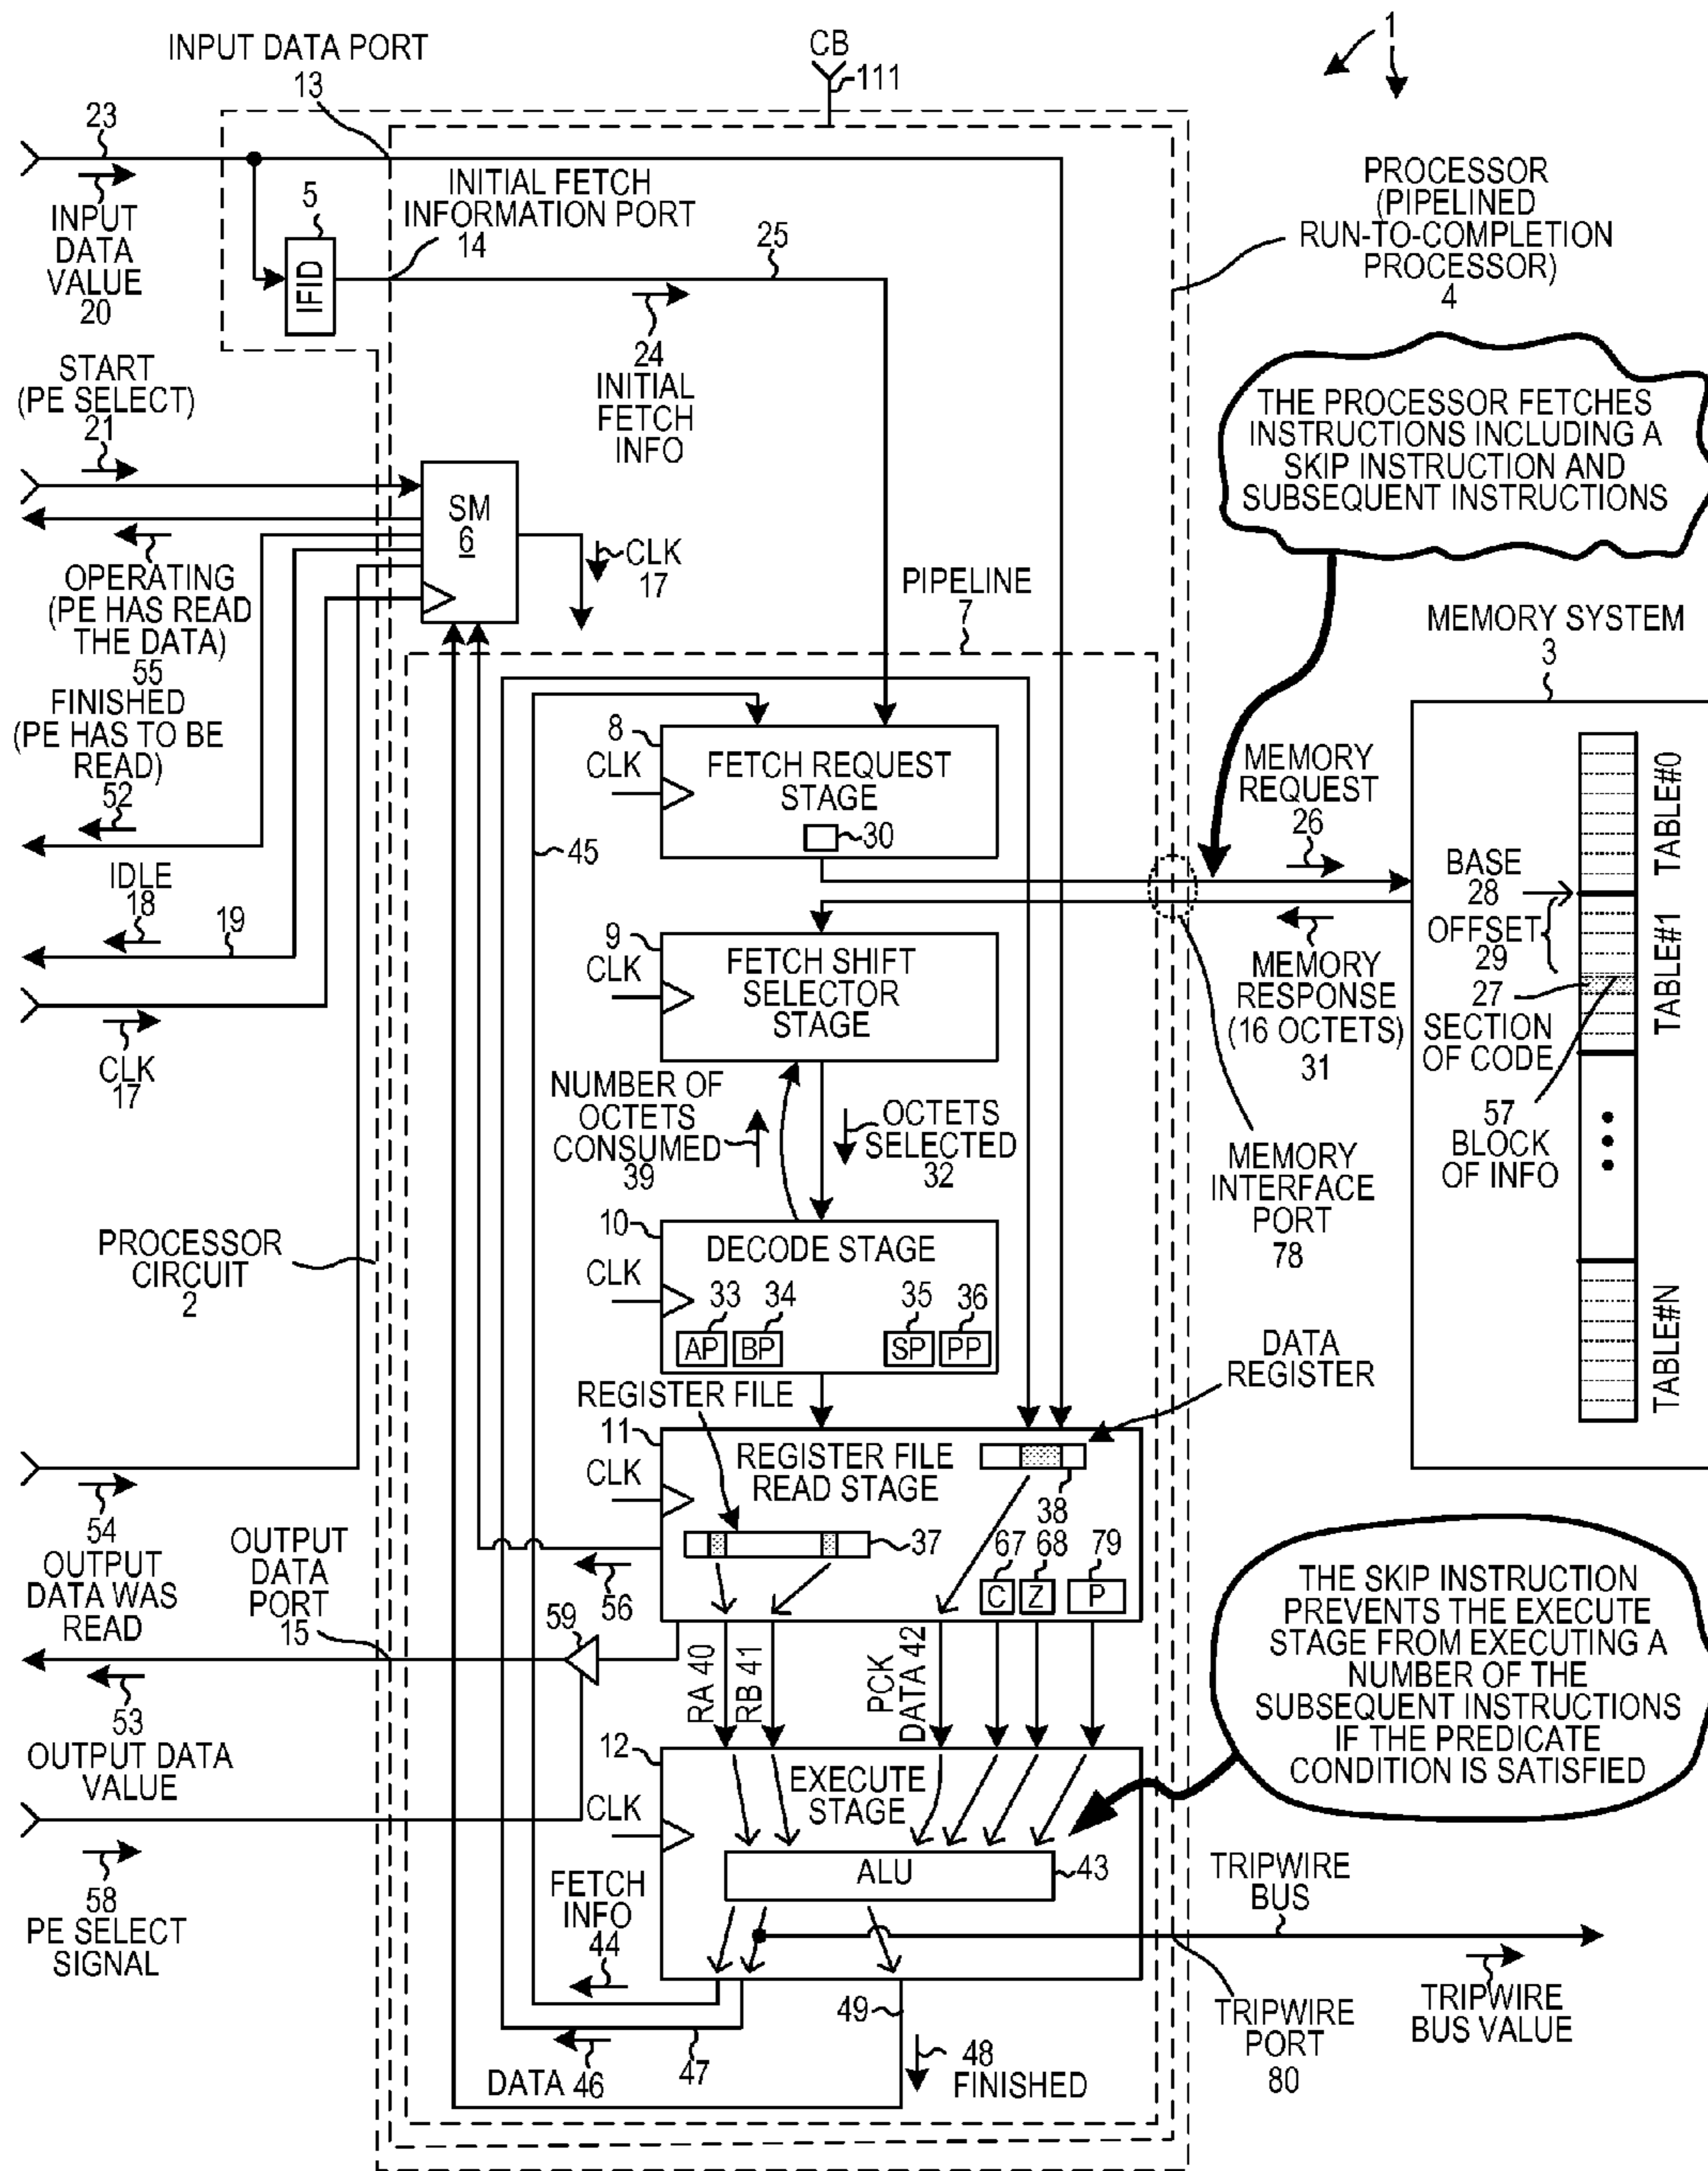 1
CB
111
INPUT DATA PORT
13
23
INPUT
DATA
VALUE
20
5
IFID
INITIAL FETCH
INFORMATION PORT
14
25
24
INITIAL
FETCH
INFO
PROCESSOR
(PIPELINED
RUN-TO-COMPLETION
PROCESSOR)
4
START
(PE SELECT)
21
SM
6
CLK
17
OPERATING
(PE HAS READ
THE DATA)
55
FINISHED
(PE HAS TO BE
READ)
52
IDLE
18
19
CLK
17
THE PROCESSOR FETCHES
INSTRUCTIONS INCLUDING A
SKIP INSTRUCTION AND
SUBSEQUENT INSTRUCTIONS
PIPELINE
7
MEMORY SYSTEM
3
8
CLK
FETCH REQUEST
STAGE
30
45
MEMORY
REQUEST
26
BASE
28
OFFSET
29
27
SECTION
OF CODE
57
BLOCK
OF INFO
TABLE#0
TABLE#1
TABLE#N
9
CLK
FETCH SHIFT
SELECTOR
STAGE
MEMORY
RESPONSE
(16 OCTETS)
31
NUMBER OF
OCTETS
CONSUMED
39
OCTETS
SELECTED
32
MEMORY
INTERFACE
PORT
78
PROCESSOR
CIRCUIT
2
10
CLK
DECODE STAGE
33
34
35
36
AP
BP
SP
PP
DATA
REGISTER
REGISTER FILE
11
CLK
REGISTER FILE
READ STAGE
38
37
67
68
79
C
Z
P
54
OUTPUT
DATA WAS
READ
OUTPUT
DATA
PORT
15
56
59
53
OUTPUT DATA
VALUE
RA 40
RB 41
PCK
DATA 42
THE SKIP INSTRUCTION
PREVENTS THE EXECUTE
STAGE FROM EXECUTING A
NUMBER OF THE
SUBSEQUENT INSTRUCTIONS
IF THE PREDICATE
CONDITION IS SATISFIED
12
CLK
EXECUTE
STAGE
ALU
43
58
PE SELECT
SIGNAL
FETCH
INFO
44
TRIPWIRE
BUS
TRIPWIRE
BUS VALUE
TRIPWIRE
PORT
80
49
48
FINISHED
DATA 46
47